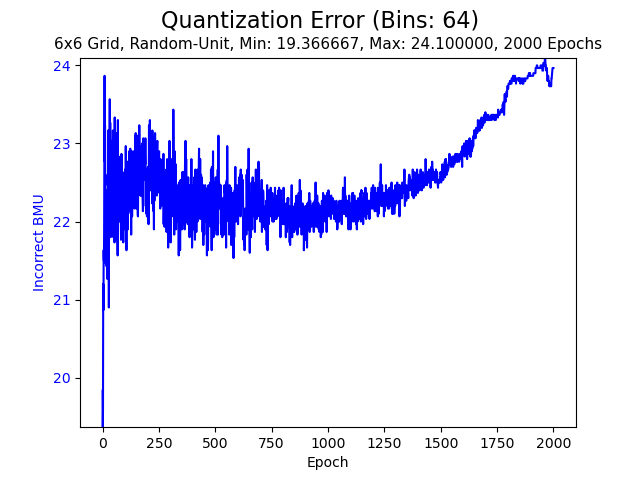 Quantization Error (Bins: 64)
6x6 Grid, Random-Unit, Min: 19.366667, Max: 24.100000, 2000 Epochs
24
23
22
21
20
Incorrect BMU
0 250 500 750 1000 1250 1500 1750 2000
Epoch